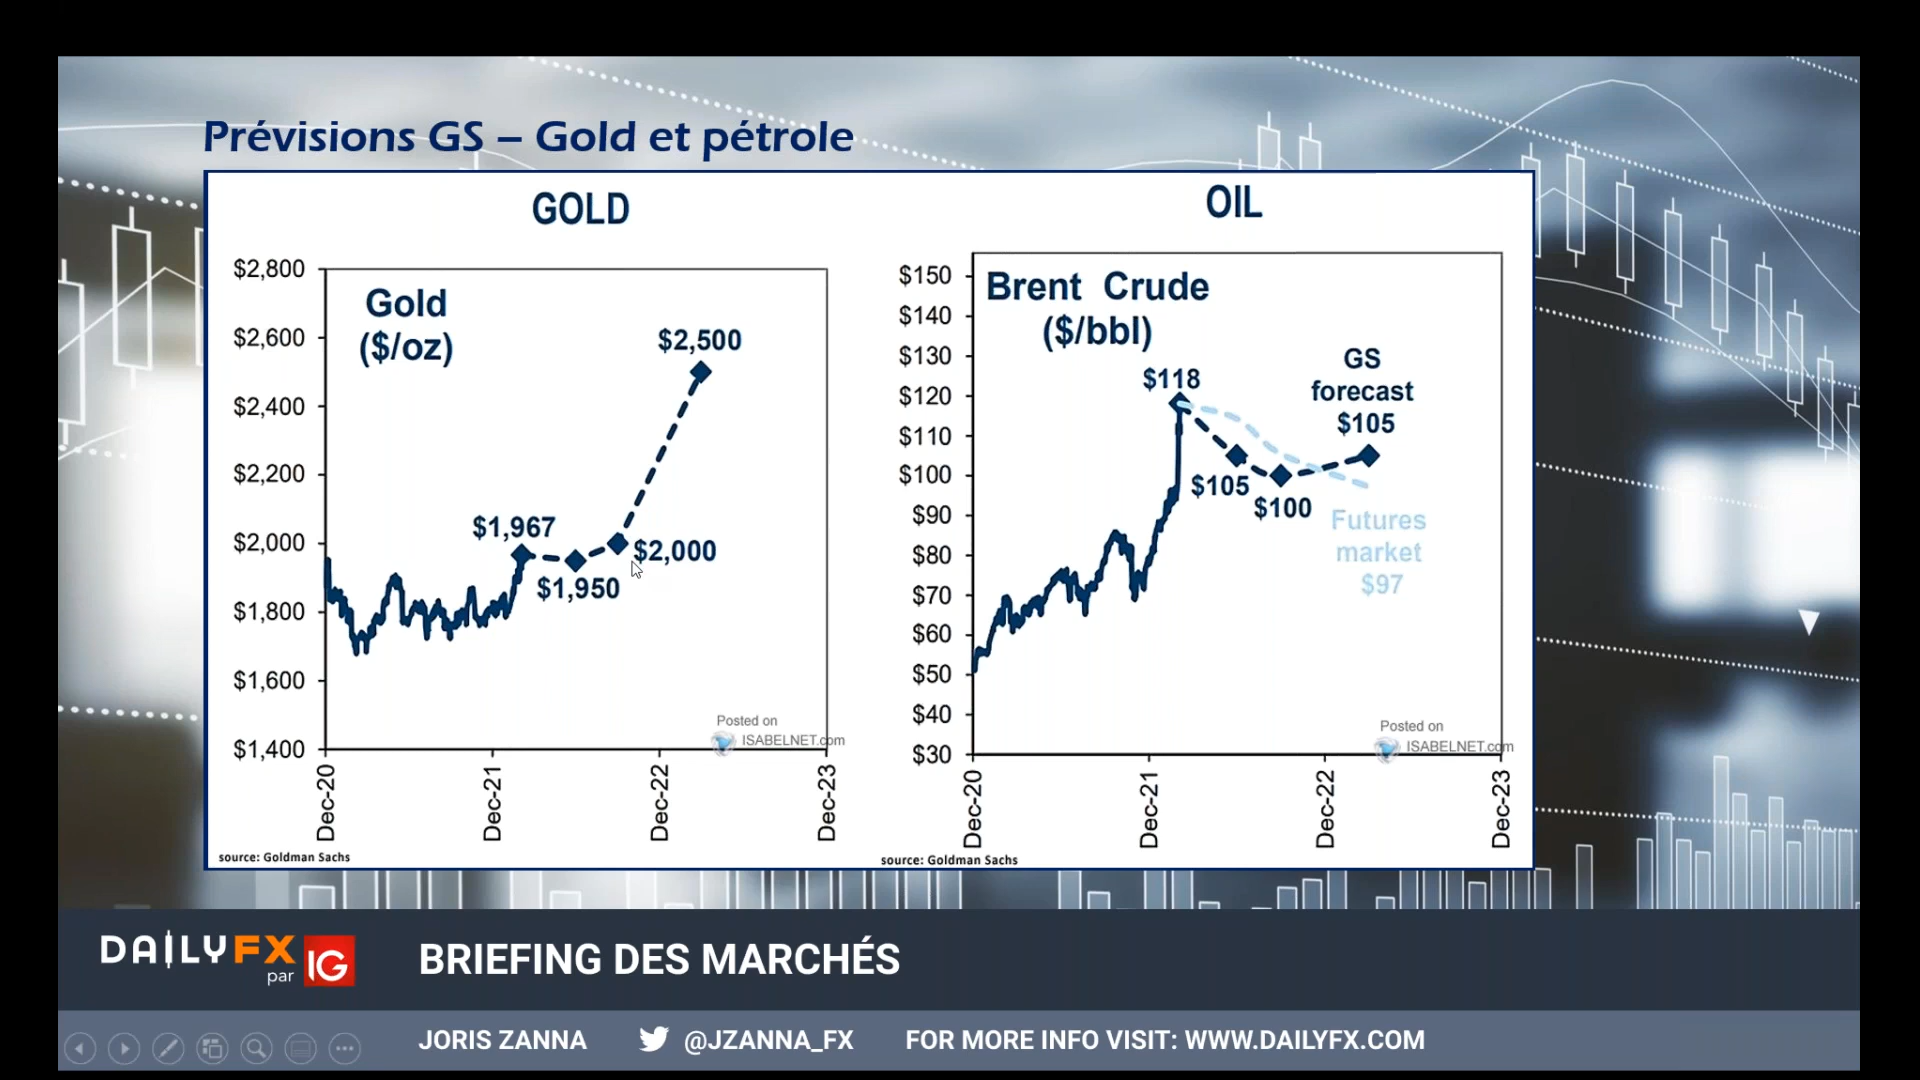 Prévisions GS – Gold et pétrole
GOLD
Gold
($/oz)
$2,800
$2,600
$2,400
$2,200
$2,000
$1,800
$1,600
$1,400
$1,967
$1,950
$2,000
$2,500
Posted on
ISABELNET.com
Dec-20
Dec-21
Dec-22
Dec-23
source: Goldman Sachs
OIL
Brent Crude
($/bbl)
$150
$140
$130
$120
$110
$100
$90
$80
$70
$60
$50
$40
$30
$118
$105
$100
GS
forecast
$105
Futures
market
$97
Posted on
ISABELNET.com
Dec-20
Dec-21
Dec-22
Dec-23
source: Goldman Sachs
DAILYFX
par IG
BRIEFING DES MARCHÉS
JORIS ZANNA @JZANNA_FX FOR MORE INFO VISIT: WWW.DAILYFX.COM